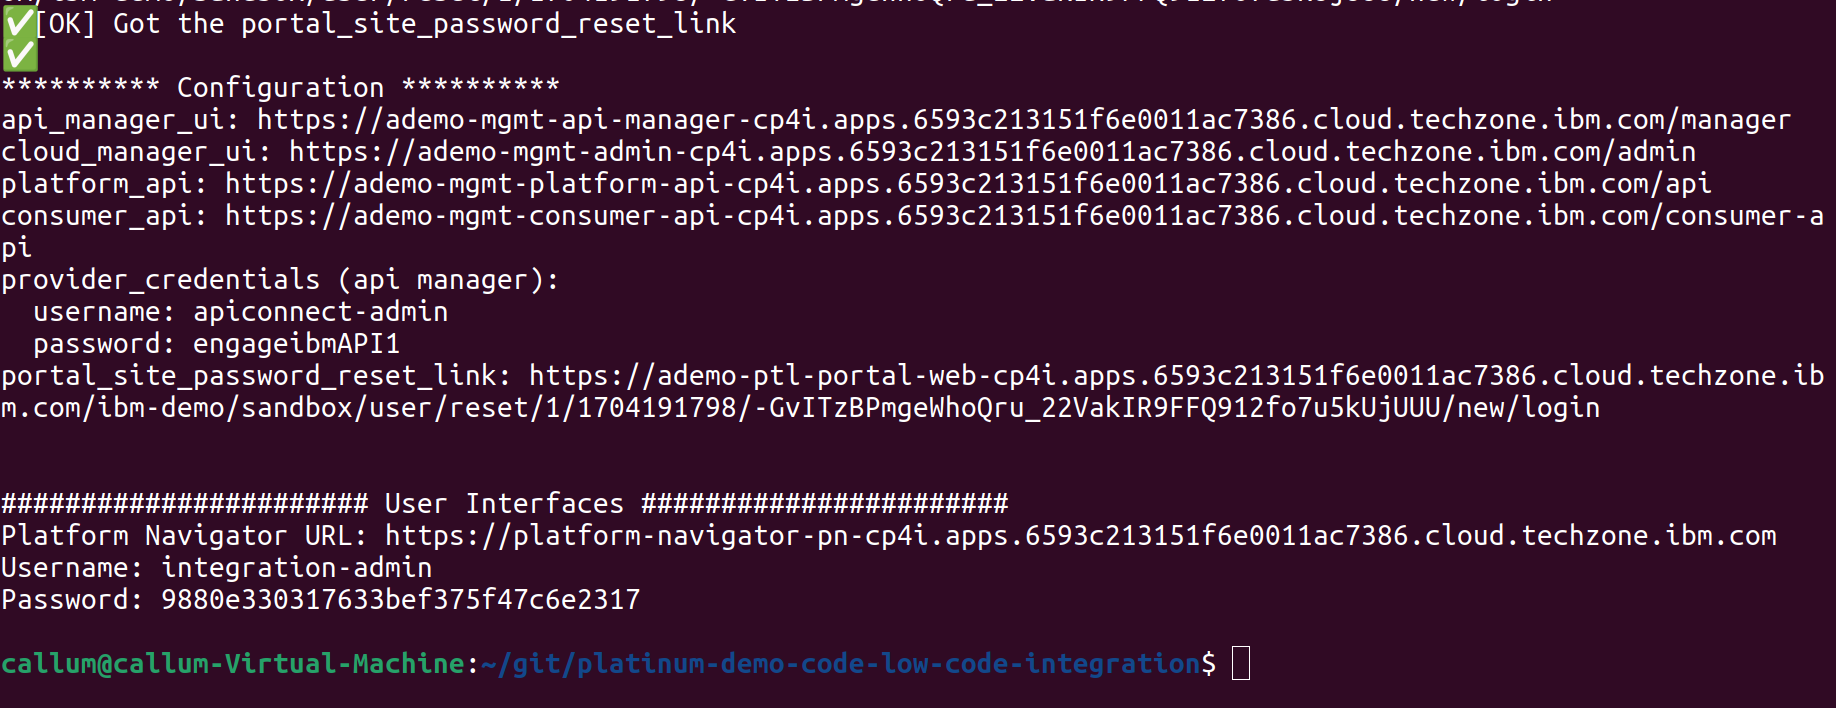 [OK] Got the portal_site_password_reset_link
********** Configuration **********
api_manager_ui: https://ademo-mgmt-api-manager-cp4i.apps.6593c213151f6e0011ac7386.cloud.techzone.ibm.com/manager
cloud_manager_ui: https://ademo-mgmt-admin-cp4i.apps.6593c213151f6e0011ac7386.cloud.techzone.ibm.com/admin
platform_api: https://ademo-mgmt-platform-api-cp4i.apps.6593c213151f6e0011ac7386.cloud.techzone.ibm.com/api
consumer_api: https://ademo-mgmt-consumer-api-cp4i.apps.6593c213151f6e0011ac7386.cloud.techzone.ibm.com/consumer-a
pi
provider_credentials (api manager):
  username: apiconnect-admin
  password: engageibmAPI1
portal_site_password_reset_link: https://ademo-ptl-portal-web-cp4i.apps.6593c213151f6e0011ac7386.cloud.techzone.ib
m.com/ibm-demo/sandbox/user/reset/1/1704191798/-GvITzBPmgeWhoQru_22VakIR9FFQ912fo7u5kUjUUU/new/login
####################### User Interfaces #######################
Platform Navigator URL: https://platform-navigator-pn-cp4i.apps.6593c213151f6e0011ac7386.cloud.techzone.ibm.com
Username: integration-admin
Password: 9880e330317633bef375f47c6e2317
callum@callum-Virtual-Machine:~/git/platinum-demo-code-low-code-integration$